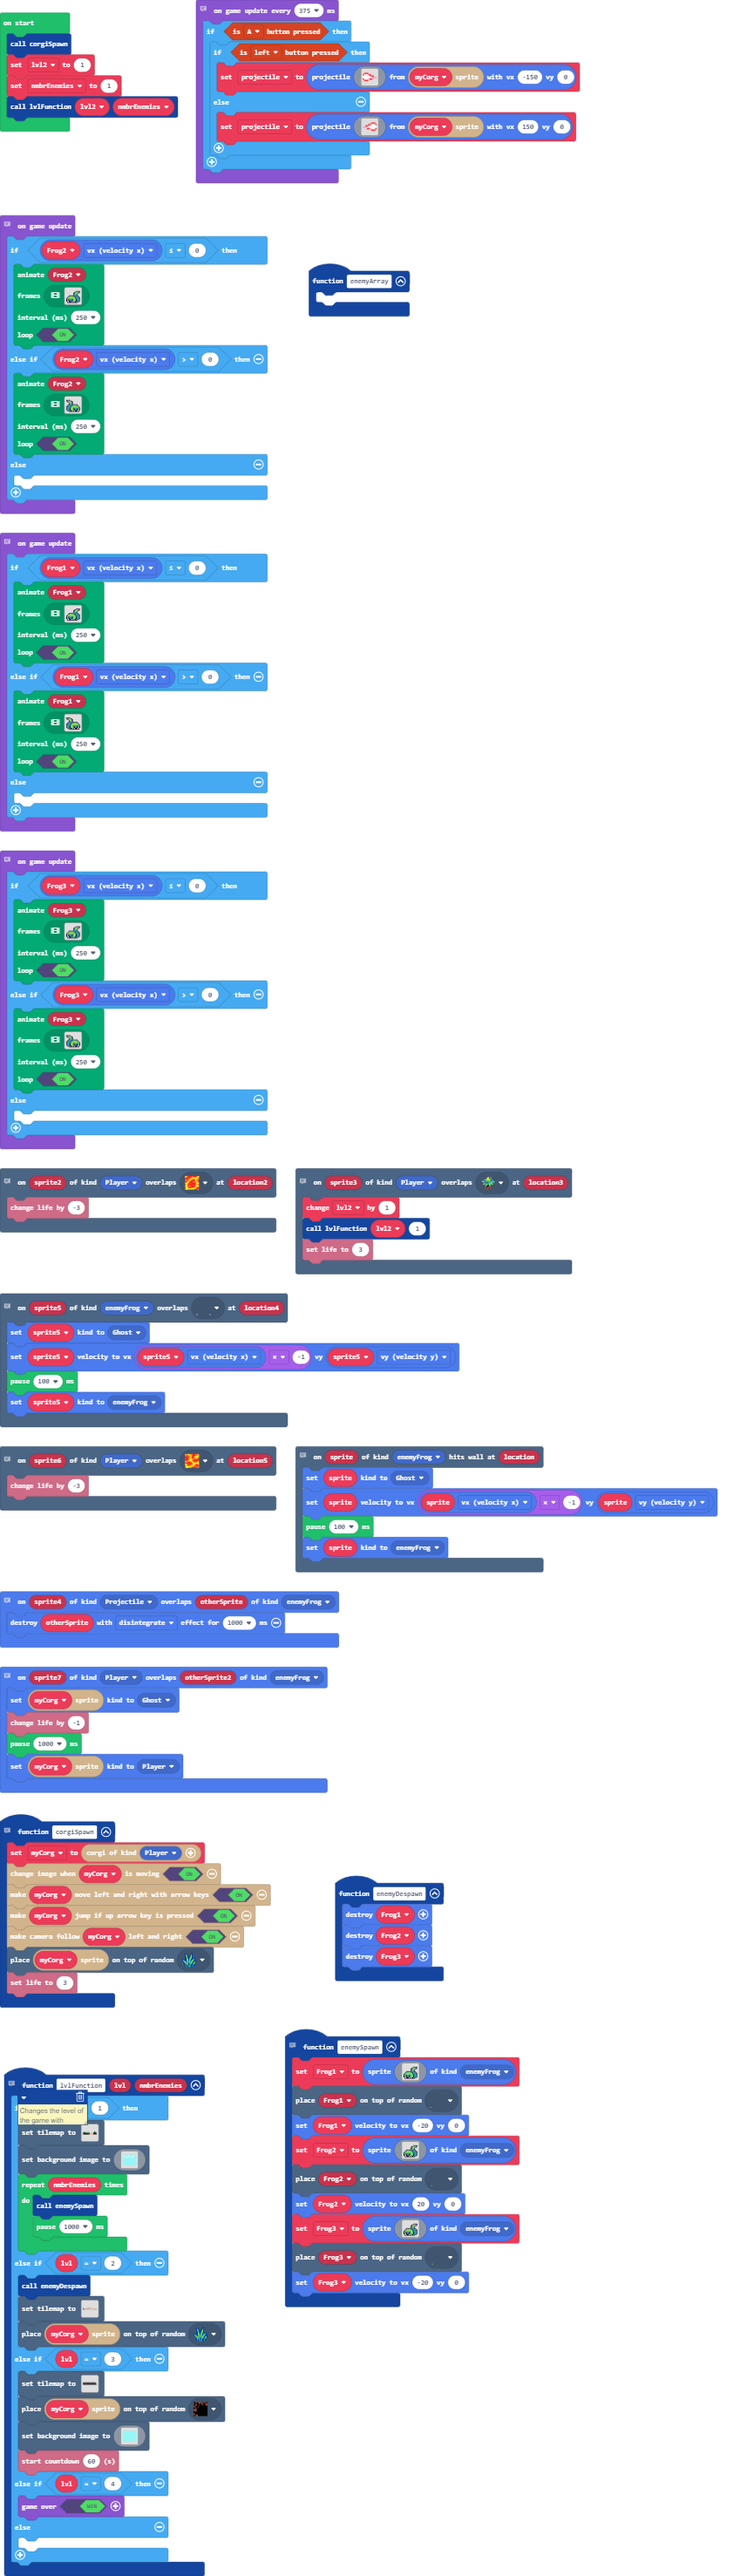 on start
call corgiSpawn
set lvl2 to 1
set nmbrEnemies to 1
call lvlFunction lvl2 nmbrEnemies
on game update every 375 ms
if is A button pressed then
if is left button pressed then
set projectile to projectile from myCorg sprite with vx -150 vy 0
else
set projectile to projectile from myCorg sprite with vx 150 vy 0
on game update
if Frog2 vx (velocity x) ≤ 0 then
animate Frog2
frames
interval (ms) 250
loop ON
else if Frog2 vx (velocity x) > 0 then
animate Frog2
frames
interval (ms) 250
loop ON
else
function enemyArray
on game update
if Frog1 vx (velocity x) ≤ 0 then
animate Frog1
frames
interval (ms) 250
loop ON
else if Frog1 vx (velocity x) > 0 then
animate Frog1
frames
interval (ms) 250
loop ON
else
on game update
if Frog3 vx (velocity x) ≤ 0 then
animate Frog3
frames
interval (ms) 250
loop ON
else if Frog3 vx (velocity x) > 0 then
animate Frog3
frames
interval (ms) 250
loop ON
else
on sprite2 of kind Player overlaps at location2
change life by -3
on sprite3 of kind Player overlaps at location3
change lvl2 by 1
call lvlFunction lvl2 1
set life to 3
on sprite5 of kind enemyFrog overlaps at location4
set sprite5 kind to Ghost
set sprite5 velocity to vx sprite5 vx (velocity x) × -1 vy sprite5 vy (velocity y)
pause 100 ms
set sprite5 kind to enemyFrog
on sprite6 of kind Player overlaps at location5
change life by -3
on sprite of kind enemyFrog hits wall at location
set sprite kind to Ghost
set sprite velocity to vx sprite vx (velocity x) × -1 vy sprite vy (velocity y)
pause 100 ms
set sprite kind to enemyFrog
on sprite4 of kind Projectile overlaps otherSprite of kind enemyFrog
destroy otherSprite with disintegrate effect for 1000 ms
on sprite7 of kind Player overlaps otherSprite2 of kind enemyFrog
set myCorg sprite kind to Ghost
change life by -1
pause 1000 ms
set myCorg sprite kind to Player
function corgiSpawn
set myCorg to corgi of kind Player
change image when myCorg is moving ON
make myCorg move left and right with arrow keys ON
make myCorg jump if up arrow key is pressed ON
make camera follow myCorg left and right ON
place myCorg sprite on top of random
set life to 3
function enemyDespawn
destroy Frog1
destroy Frog2
destroy Frog3
function enemySpawn
set Frog1 to sprite of kind enemyFrog
place Frog1 on top of random
set Frog1 velocity to vx -20 vy 0
set Frog2 to sprite of kind enemyFrog
place Frog2 on top of random
set Frog2 velocity to vx 20 vy 0
set Frog3 to sprite of kind enemyFrog
place Frog3 on top of random
set Frog3 velocity to vx -20 vy 0
function lvlFunction lvl nmbrEnemies
1 then
Changes the level of
the game with
set tilemap to
set background image to
repeat nmbrEnemies times
do call enemySpawn
pause 1000 ms
else if lvl = 2 then
call enemyDespawn
set tilemap to
place myCorg sprite on top of random
else if lvl = 3 then
set tilemap to
place myCorg sprite on top of random
set background image to
start countdown 60 (s)
else if lvl = 4 then
game over WIN
else